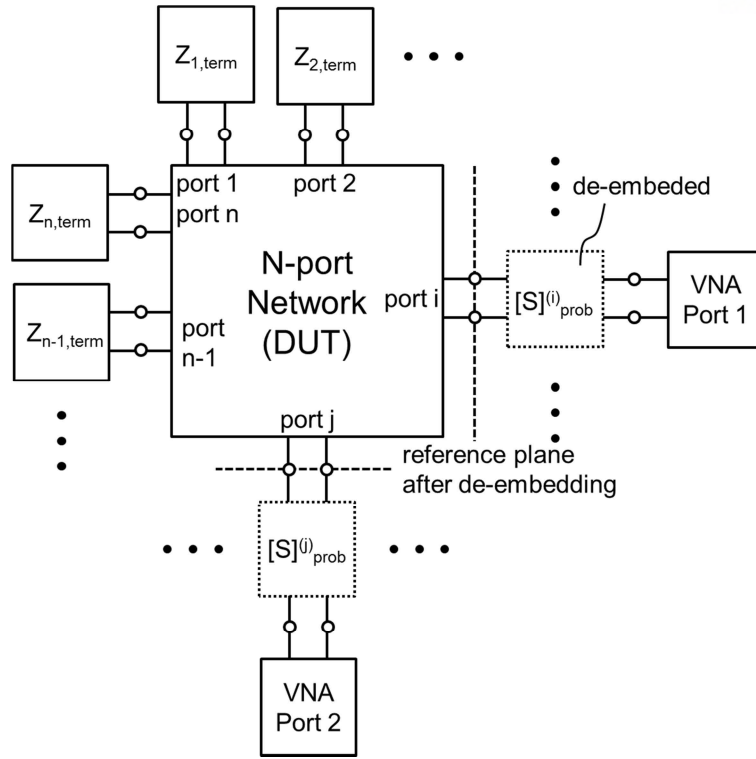 Z1,term
Z2,term
port 1
port 2
Zn,term
port n
de-embeded
N-port
Network
(DUT)
port i
[S](i)prob
VNA
Port 1
Zn-1,term
port
n-1
port j
reference plane
after de-embedding
[S](j)prob
VNA
Port 2